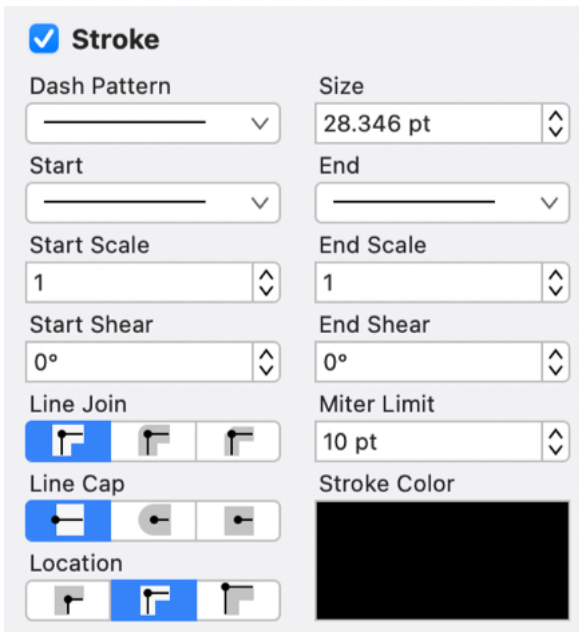 Stroke
Dash Pattern Size
28.346 pt
Start End
Start Scale End Scale
1 1
Start Shear End Shear
0° 0°
Line Join Miter Limit
10 pt
Line Cap Stroke Color
Location